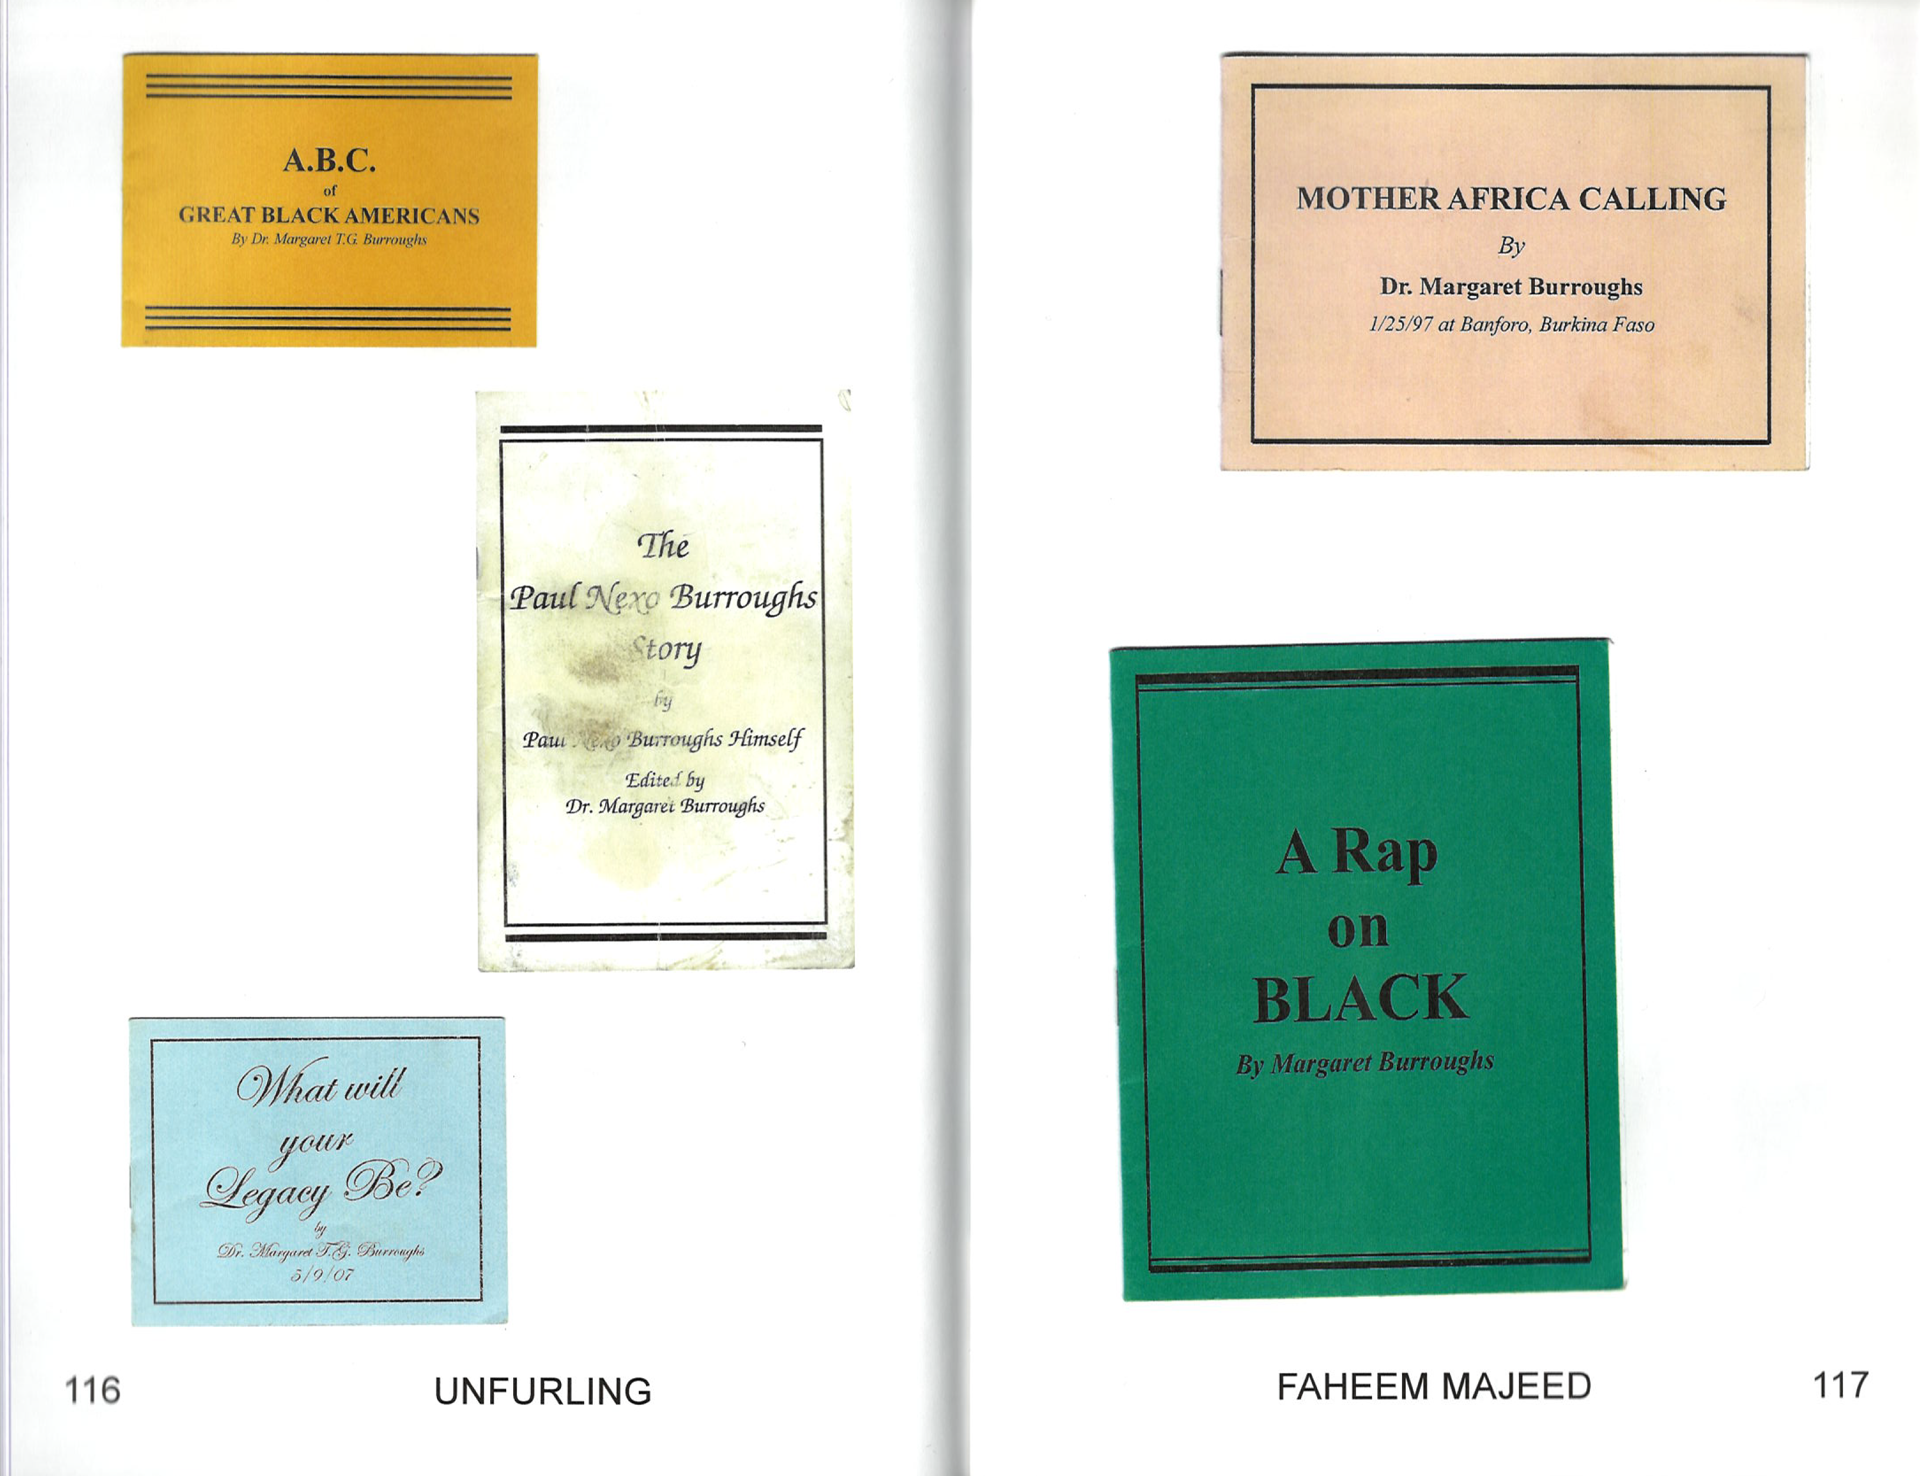 A.B.C.
of
GREAT BLACK AMERICANS
By Dr. Margaret T.G. Burroughs
The
Paul Nexo Burroughs
Story
by
Paul Nexo Burroughs Himself
Edited by
Dr. Margaret Burroughs
What will
your
Legacy Be?
by
Dr. Margaret T.G. Burroughs
5/9/07
116
UNFURLING
MOTHER AFRICA CALLING
By
Dr. Margaret Burroughs
1/25/97 at Banforo, Burkina Faso
A Rap
on
BLACK
By Margaret Burroughs
FAHEEM MAJEED
117